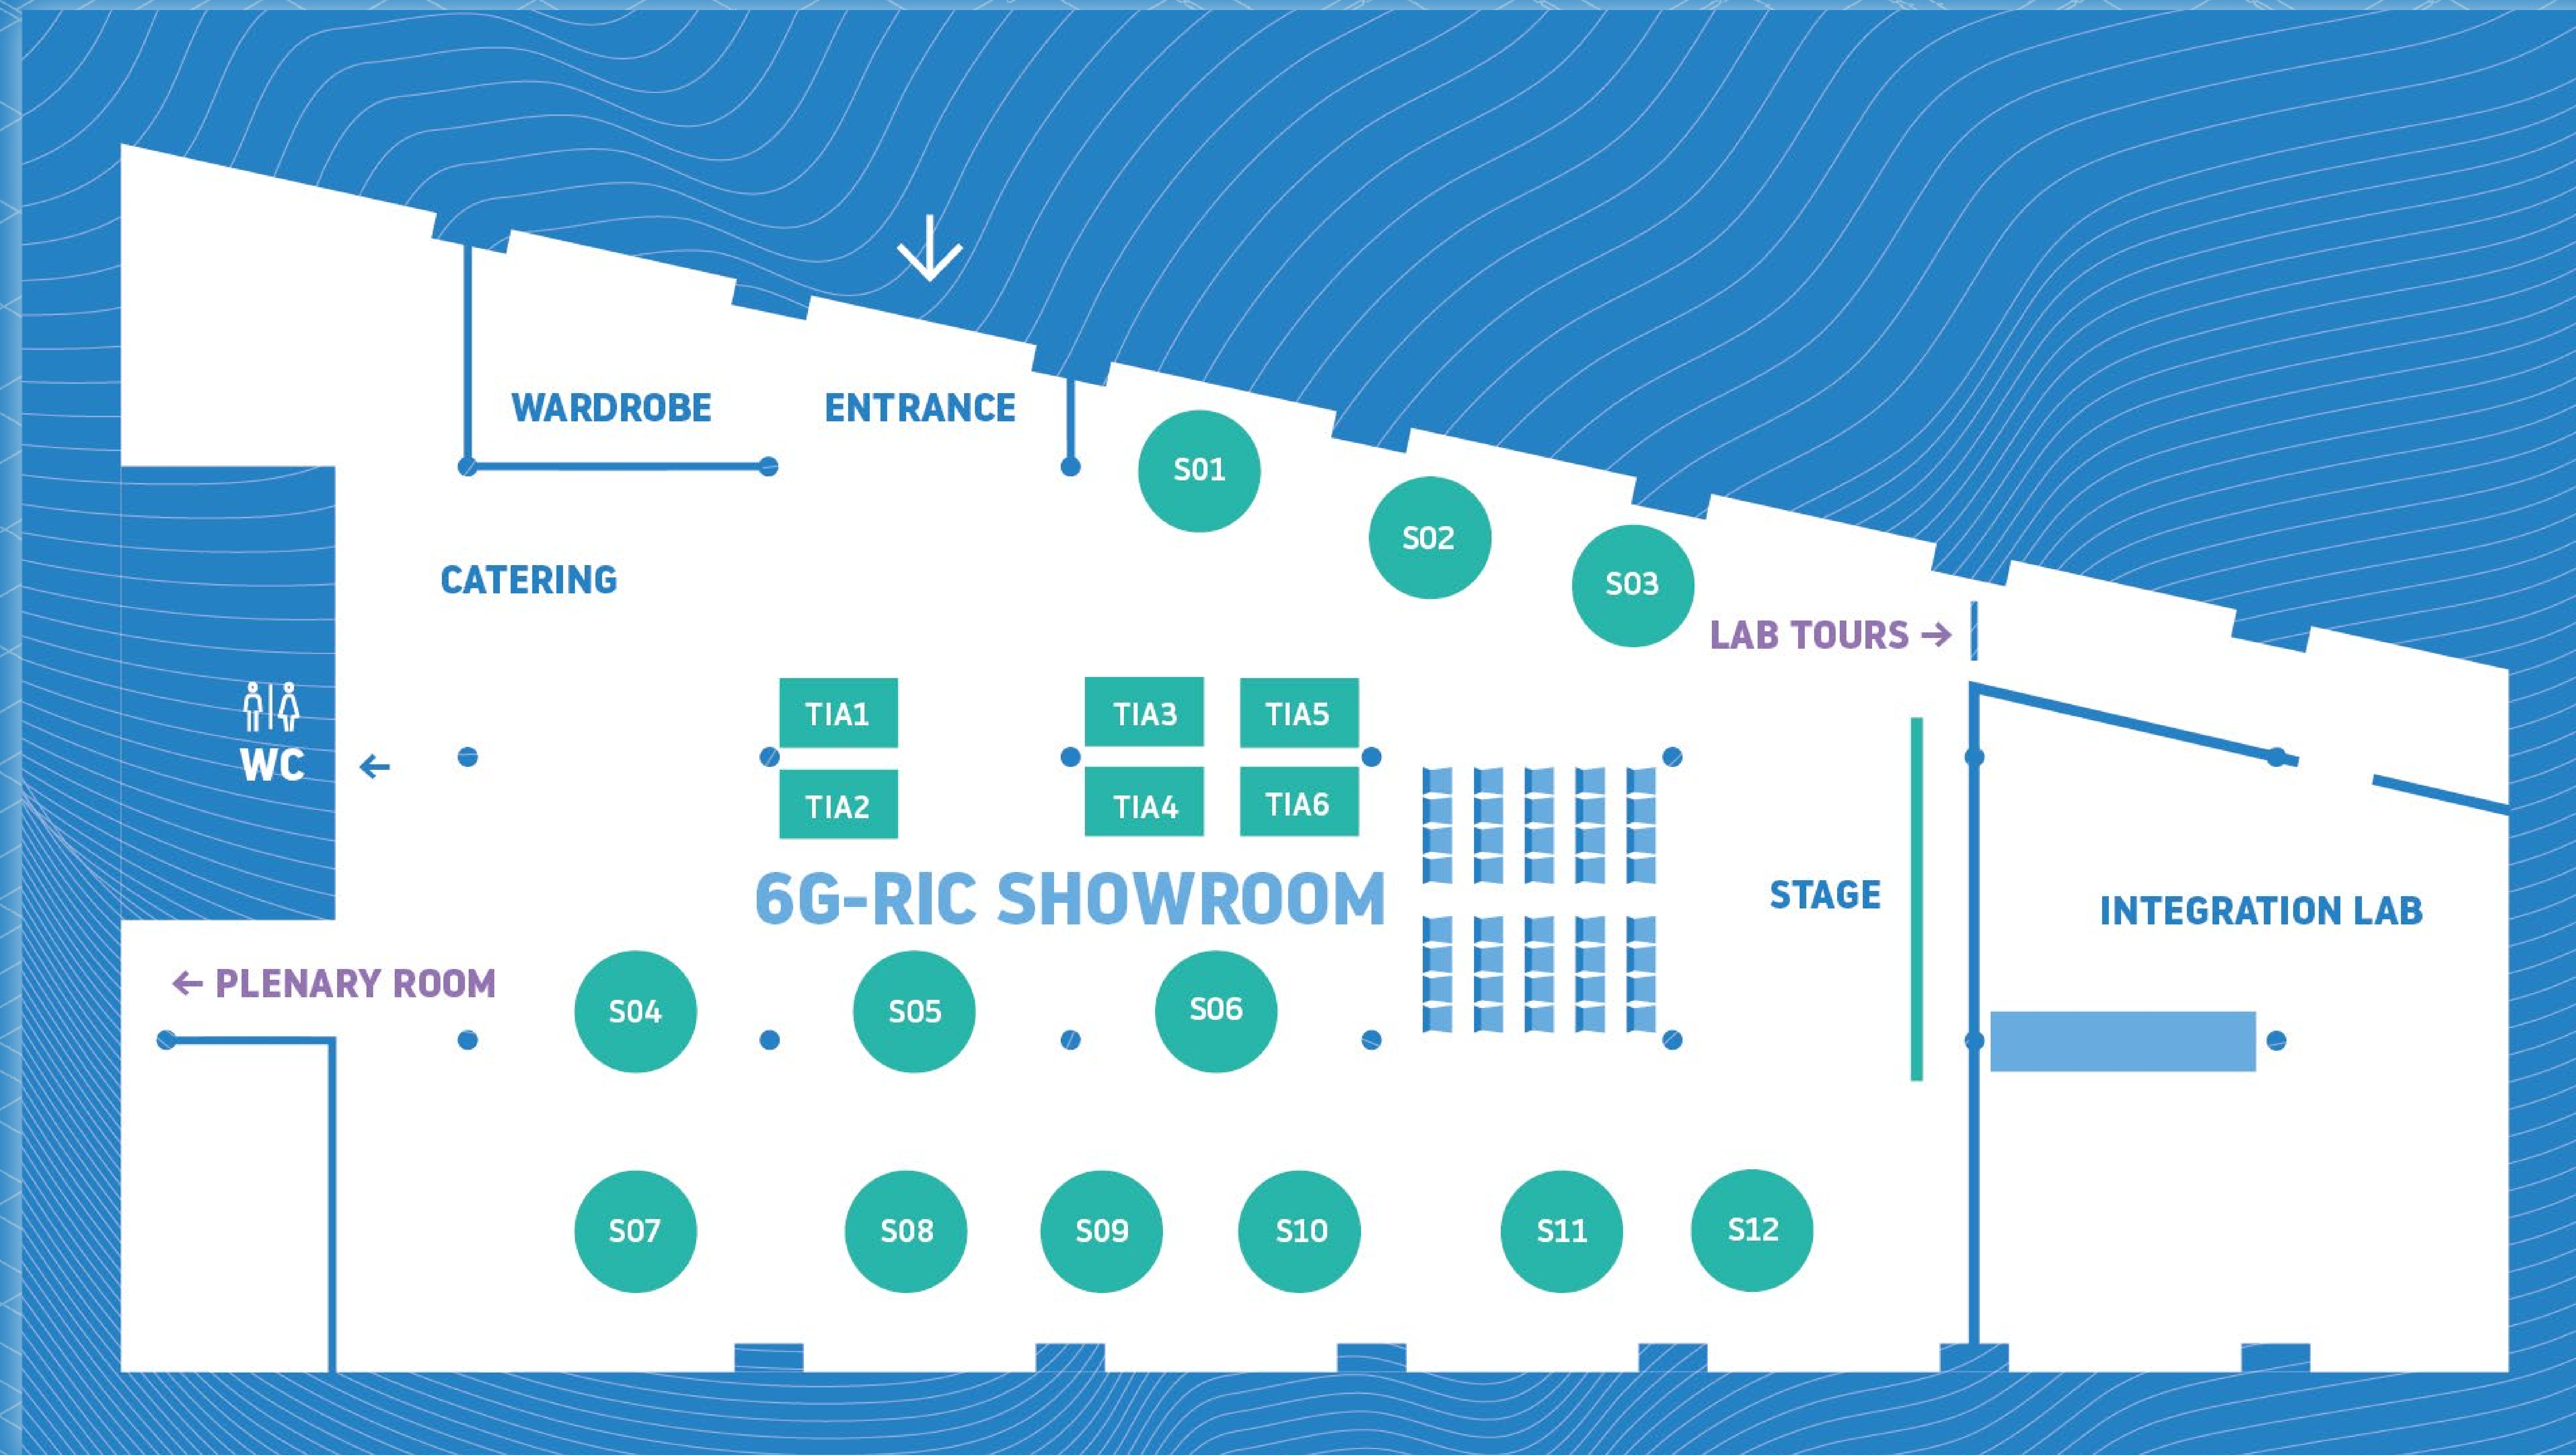 WARDROBE
ENTRANCE
S01
S02
S03
CATERING
LAB TOURS →
TIA1
TIA3
TIA5
WC
←
TIA2
TIA4
TIA6
6G-RIC SHOWROOM
STAGE
INTEGRATION LAB
← PLENARY ROOM
S04
S05
S06
S07
S08
S09
S10
S11
S12